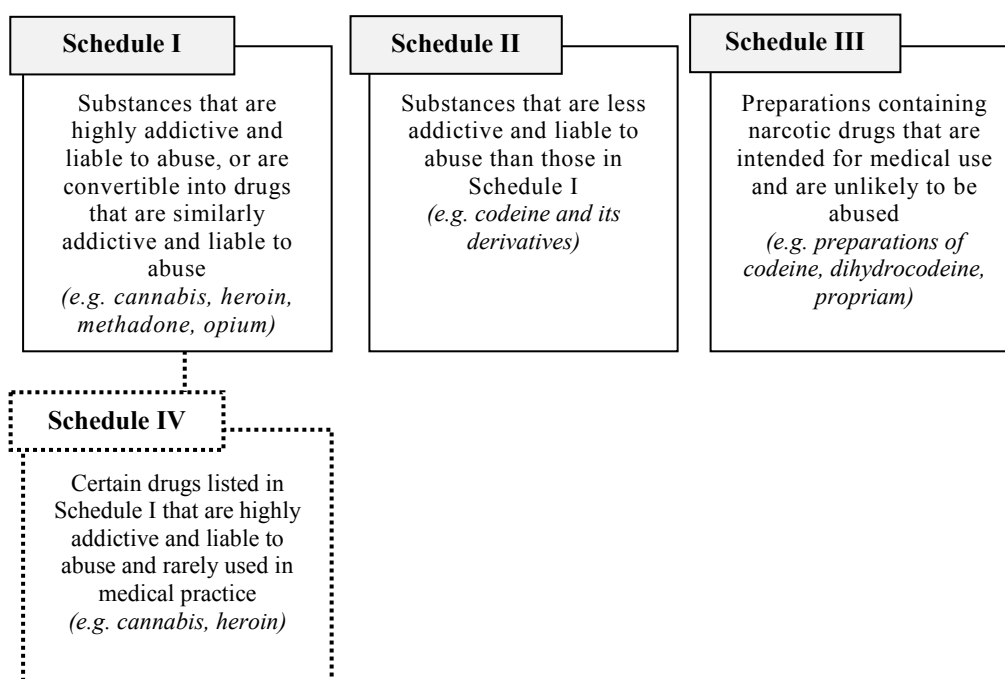 Schedule I
Substances that are
highly addictive and
liable to abuse, or are
convertible into drugs
that are similarly
addictive and liable to
abuse
(e.g. cannabis, heroin,
methadone, opium)
Schedule II
Substances that are less
addictive and liable to
abuse than those in
Schedule I
(e.g. codeine and its
derivatives)
Schedule III
Preparations containing
narcotic drugs that are
intended for medical use
and are unlikely to be
abused
(e.g. preparations of
codeine, dihydrocodeine,
propriam)
Schedule IV
Certain drugs listed in
Schedule I that are highly
addictive and liable to
abuse and rarely used in
medical practice
(e.g. cannabis, heroin)